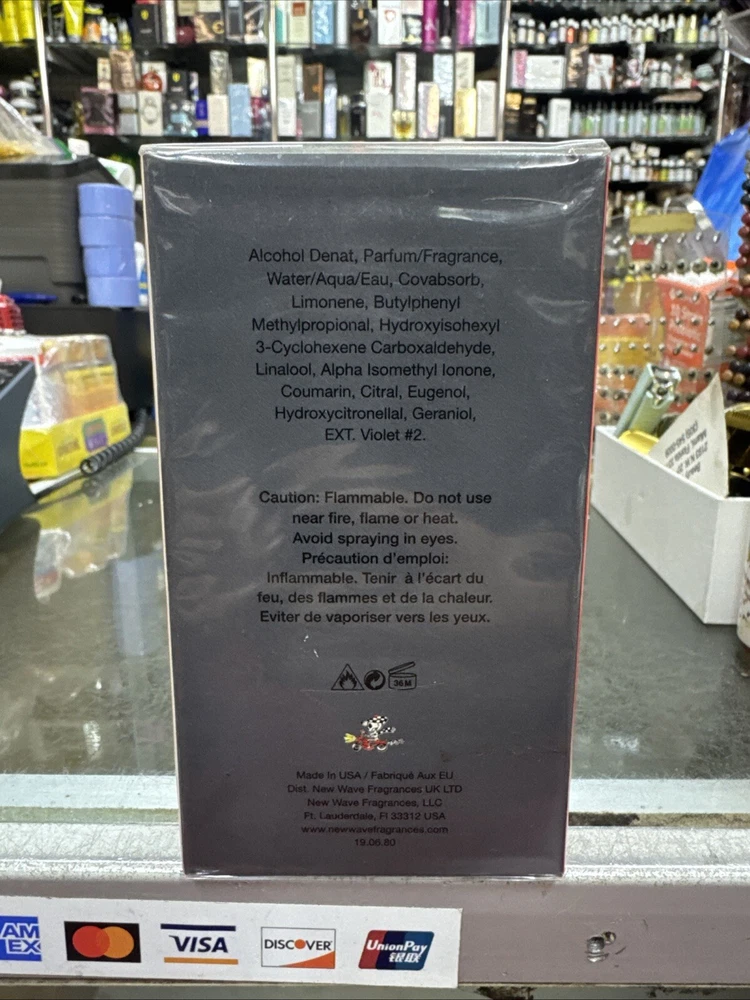 Alcohol Denat, Parfum/Fragrance,
Water/Aqua/Eau, Covabsorb,
Limonene, Butylphenyl
Methylpropional, Hydroxyisohexyl
3-Cyclohexene Carboxaldehyde,
Linalool, Alpha Isomethyl Ionone,
Coumarin, Citral, Eugenol,
Hydroxycitronellal, Geraniol,
EXT. Violet #2.
Caution: Flammable. Do not use
near fire, flame or heat.
Avoid spraying in eyes.
Précaution d'emploi:
Inflammable. Tenir à l'écart du
feu, des flammes et de la chaleur.
Eviter de vaporiser vers les yeux.
36M
Made In USA / Fabriqué Aux EU
Dist. New Wave Fragrances UK LTD
New Wave Fragrances, LLC
Ft. Lauderdale, Fl 33312 USA
www.newwavefragrances.com
19.06.80
AM
EX
VISA
DISCOVER
UnionPay
银联